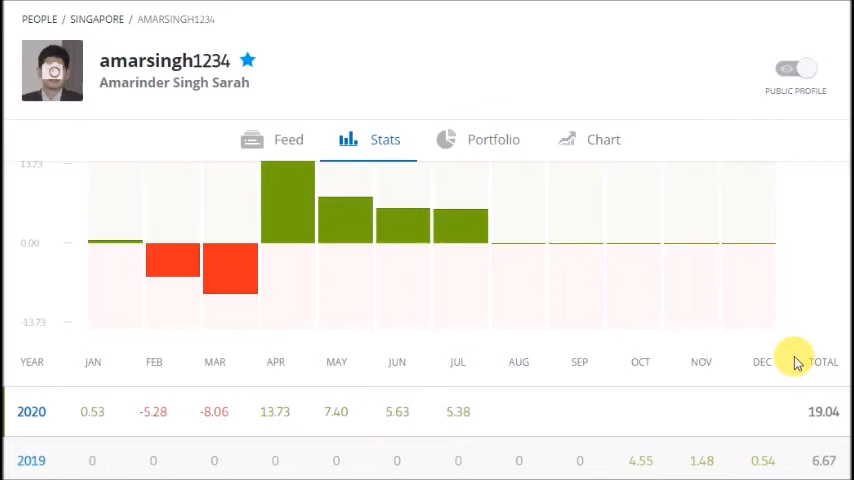 PEOPLE / SINGAPORE / AMARSINGH1234
amarsingh1234
Amarinder Singh Sarah
PUBLIC PROFILE
Feed Stats Portfolio Chart
13.73
0.00
-13.73
YEAR JAN FEB MAR APR MAY JUN JUL AUG SEP OCT NOV DEC TOTAL
2020 0.53 -5.28 -8.06 13.73 7.40 5.63 5.38 19.04
2019 0 0 0 0 0 0 0 0 0 4.55 1.48 0.54 6.67